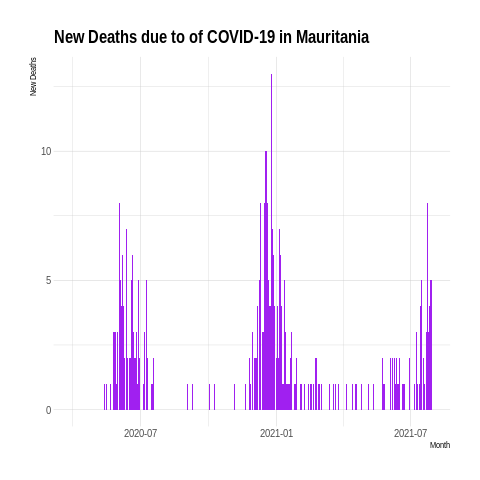 New Deaths due to of COVID-19 in Mauritania
New Deaths
10
5
0
2020-07
2021-01
2021-07
Month